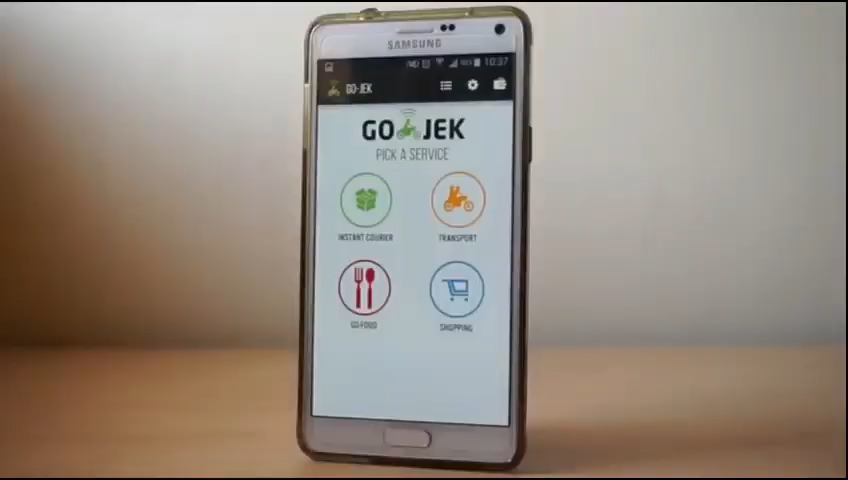 SAMSUNG
10:37
GO-JEK
GO JEK
PICK A SERVICE
INSTANT COURIER
TRANSPORT
GO-FOOD
SHOPPING